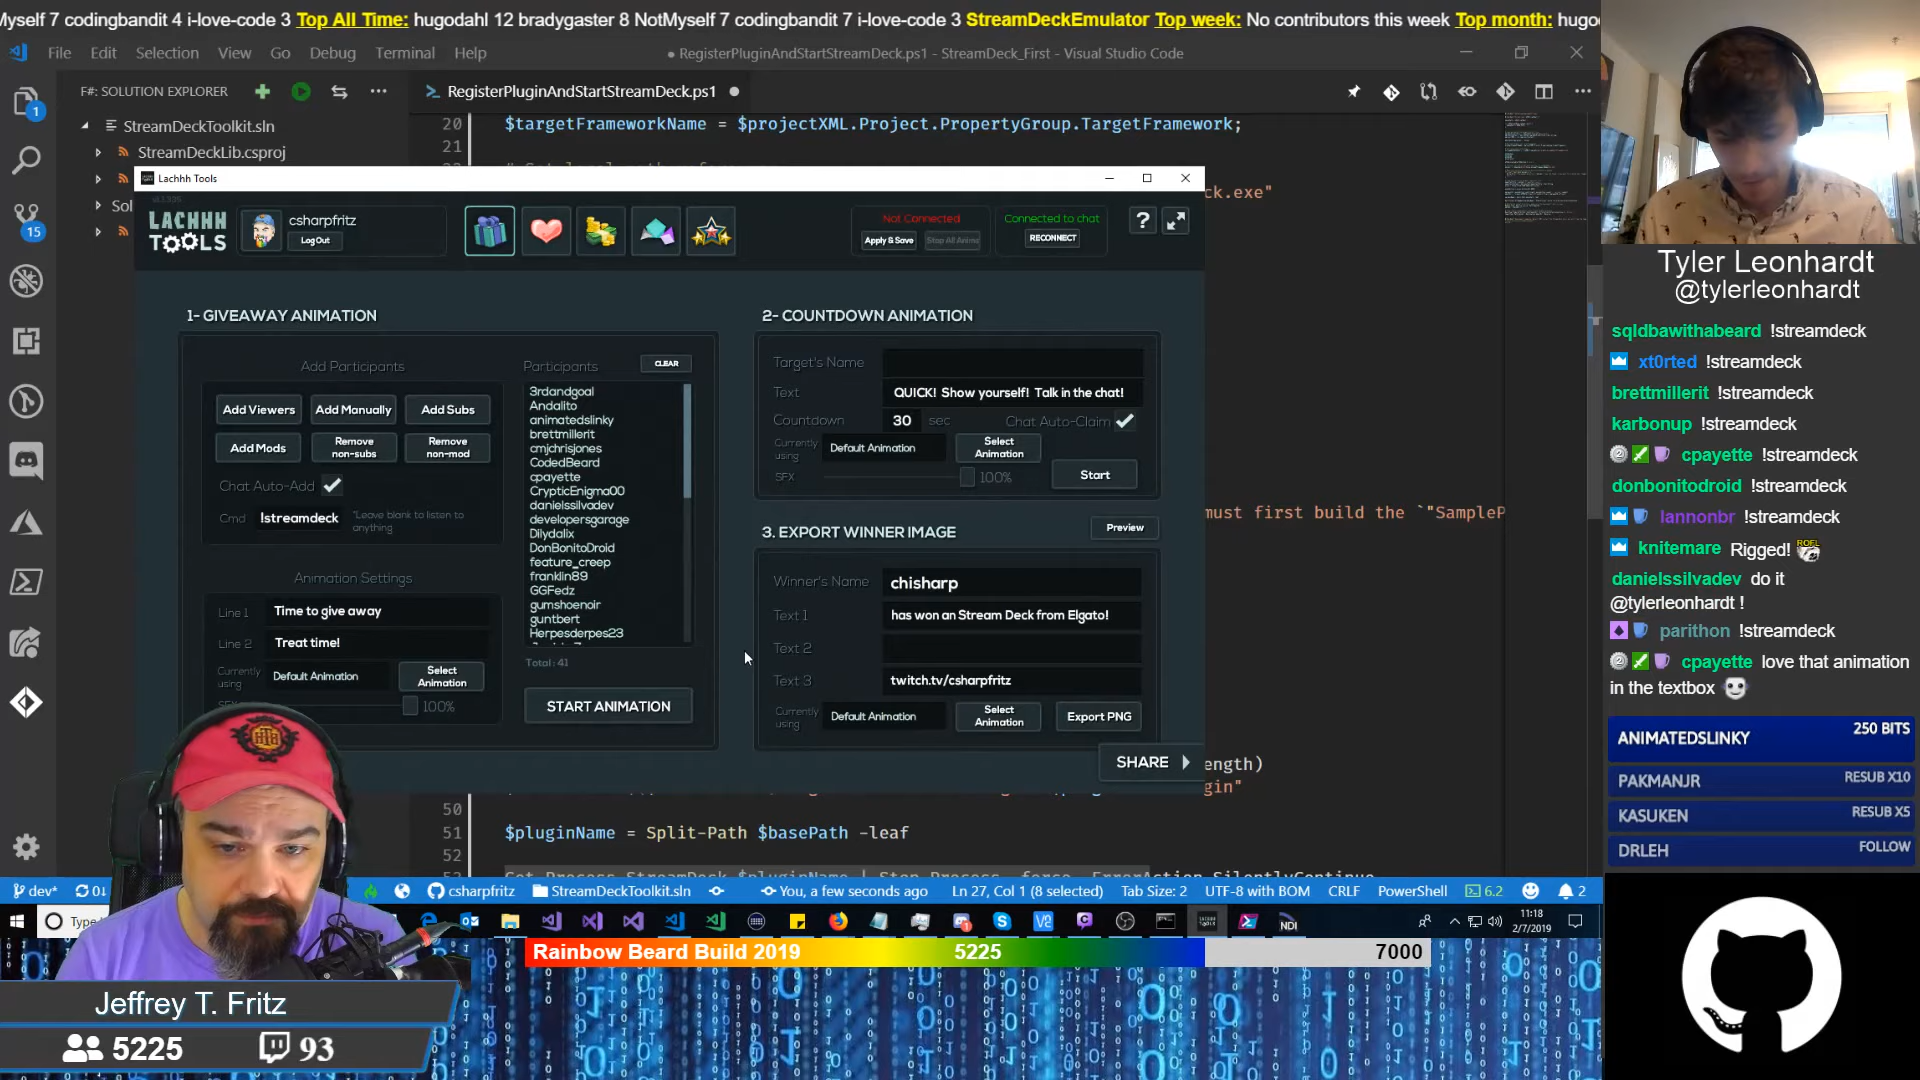 Myself 7 codingbandit 4 i-love-code 3 Top All Time: hugodahl 12 bradygaster 8 NotMyself 7 codingbandit 7 i-love-code 3 StreamDeckEmulator Top week: No contributors this week Top month:
File Edit Selection View Go Debug Terminal Help
● RegisterPluginAndStartStreamDeck.ps1 - StreamDeck_First - Visual Studio Code
F#: SOLUTION EXPLORER
RegisterPluginAndStartStreamDeck.ps1
StreamDeckToolkit.sln
StreamDeckLib.csproj
20 $targetFrameworkName = $projectXML.Project.PropertyGroup.TargetFramework;
21
Lachhh Tools
ck.exe"
LACHHH TOOLS
csharpfritz
Log Out
Not Connected
Apply & Save
Stop All Anims
Connected to chat
RECONNECT
?
1- GIVEAWAY ANIMATION
Add Participants
Add Viewers
Add Manually
Add Subs
Add Mods
Remove non-subs
Remove non-mod
Chat Auto-Add
Cmd !streamdeck
*Leave blank to listen to anything
Participants
CLEAR
3rdandgoal
Andalito
animatedslinky
brettmillerit
cmjchrisjones
CodedBeard
cpayette
CrypticEnigma00
danielssilvadev
developersgarage
Dilydalix
DonBonitoDroid
feature_creep
franklin89
GGFedz
gumshoenoir
guntbert
Herpesderpes23
Total : 41
START ANIMATION
Animation Settings
Line 1 Time to give away
Line 2 Treat time!
Currently using Default Animation
Select Animation
100%
2- COUNTDOWN ANIMATION
Target's Name
Text QUICK! Show yourself! Talk in the chat!
Countdown 30 sec
Chat Auto-Claim
Currently using Default Animation
Select Animation
SFX 100%
Start
3. EXPORT WINNER IMAGE
Preview
Winner's Name chisharp
Text 1 has won an Stream Deck from Elgato!
Text 2
Text 3 twitch.tv/csharpfritz
Currently using Default Animation
Select Animation
Export PNG
SHARE
must first build the `"SampleP
ength)
gin"
50
51 $pluginName = Split-Path $basePath -leaf
52
dev*
csharpfritz
StreamDeckToolkit.sln
You, a few seconds ago
Ln 27, Col 1 (8 selected)
Tab Size: 2
UTF-8 with BOM
CRLF
PowerShell
6.2
2
11:18
2/7/2019
Rainbow Beard Build 2019 5225 7000
Jeffrey T. Fritz
5225 93
Tyler Leonhardt
@tylerleonhardt
sqldbawithabeard !streamdeck
xt0rted !streamdeck
brettmillerit !streamdeck
karbonup !streamdeck
cpayette !streamdeck
donbonitodroid !streamdeck
lannonbr !streamdeck
knitemare Rigged!
danielssilvadev do it
@tylerleonhardt !
parithon !streamdeck
cpayette love that animation
in the textbox
ANIMATEDSLINKY 250 BITS
PAKMANJR RESUB X10
KASUKEN RESUB X5
DRLEH FOLLOW